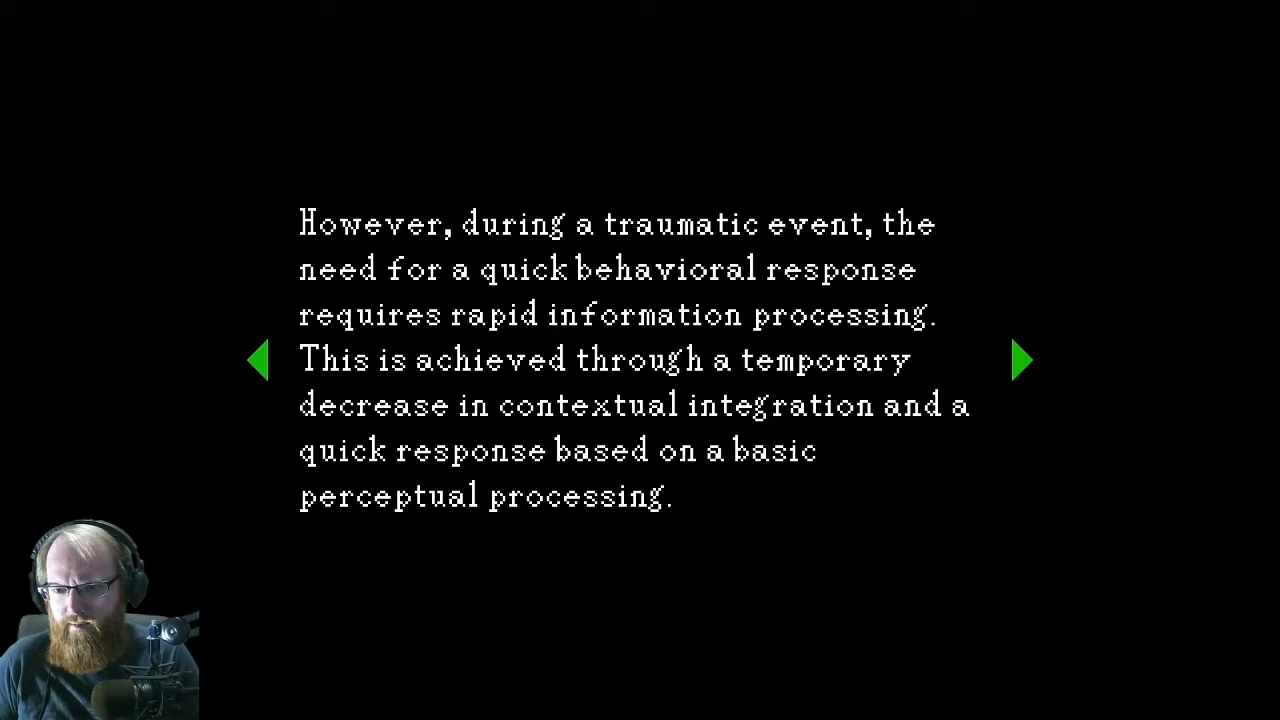 However, during a traumatic event, the
need for a quick behavioral response
requires rapid information processing.
This is achieved through a temporary
decrease in contextual integration and a
quick response based on a basic
perceptual processing.